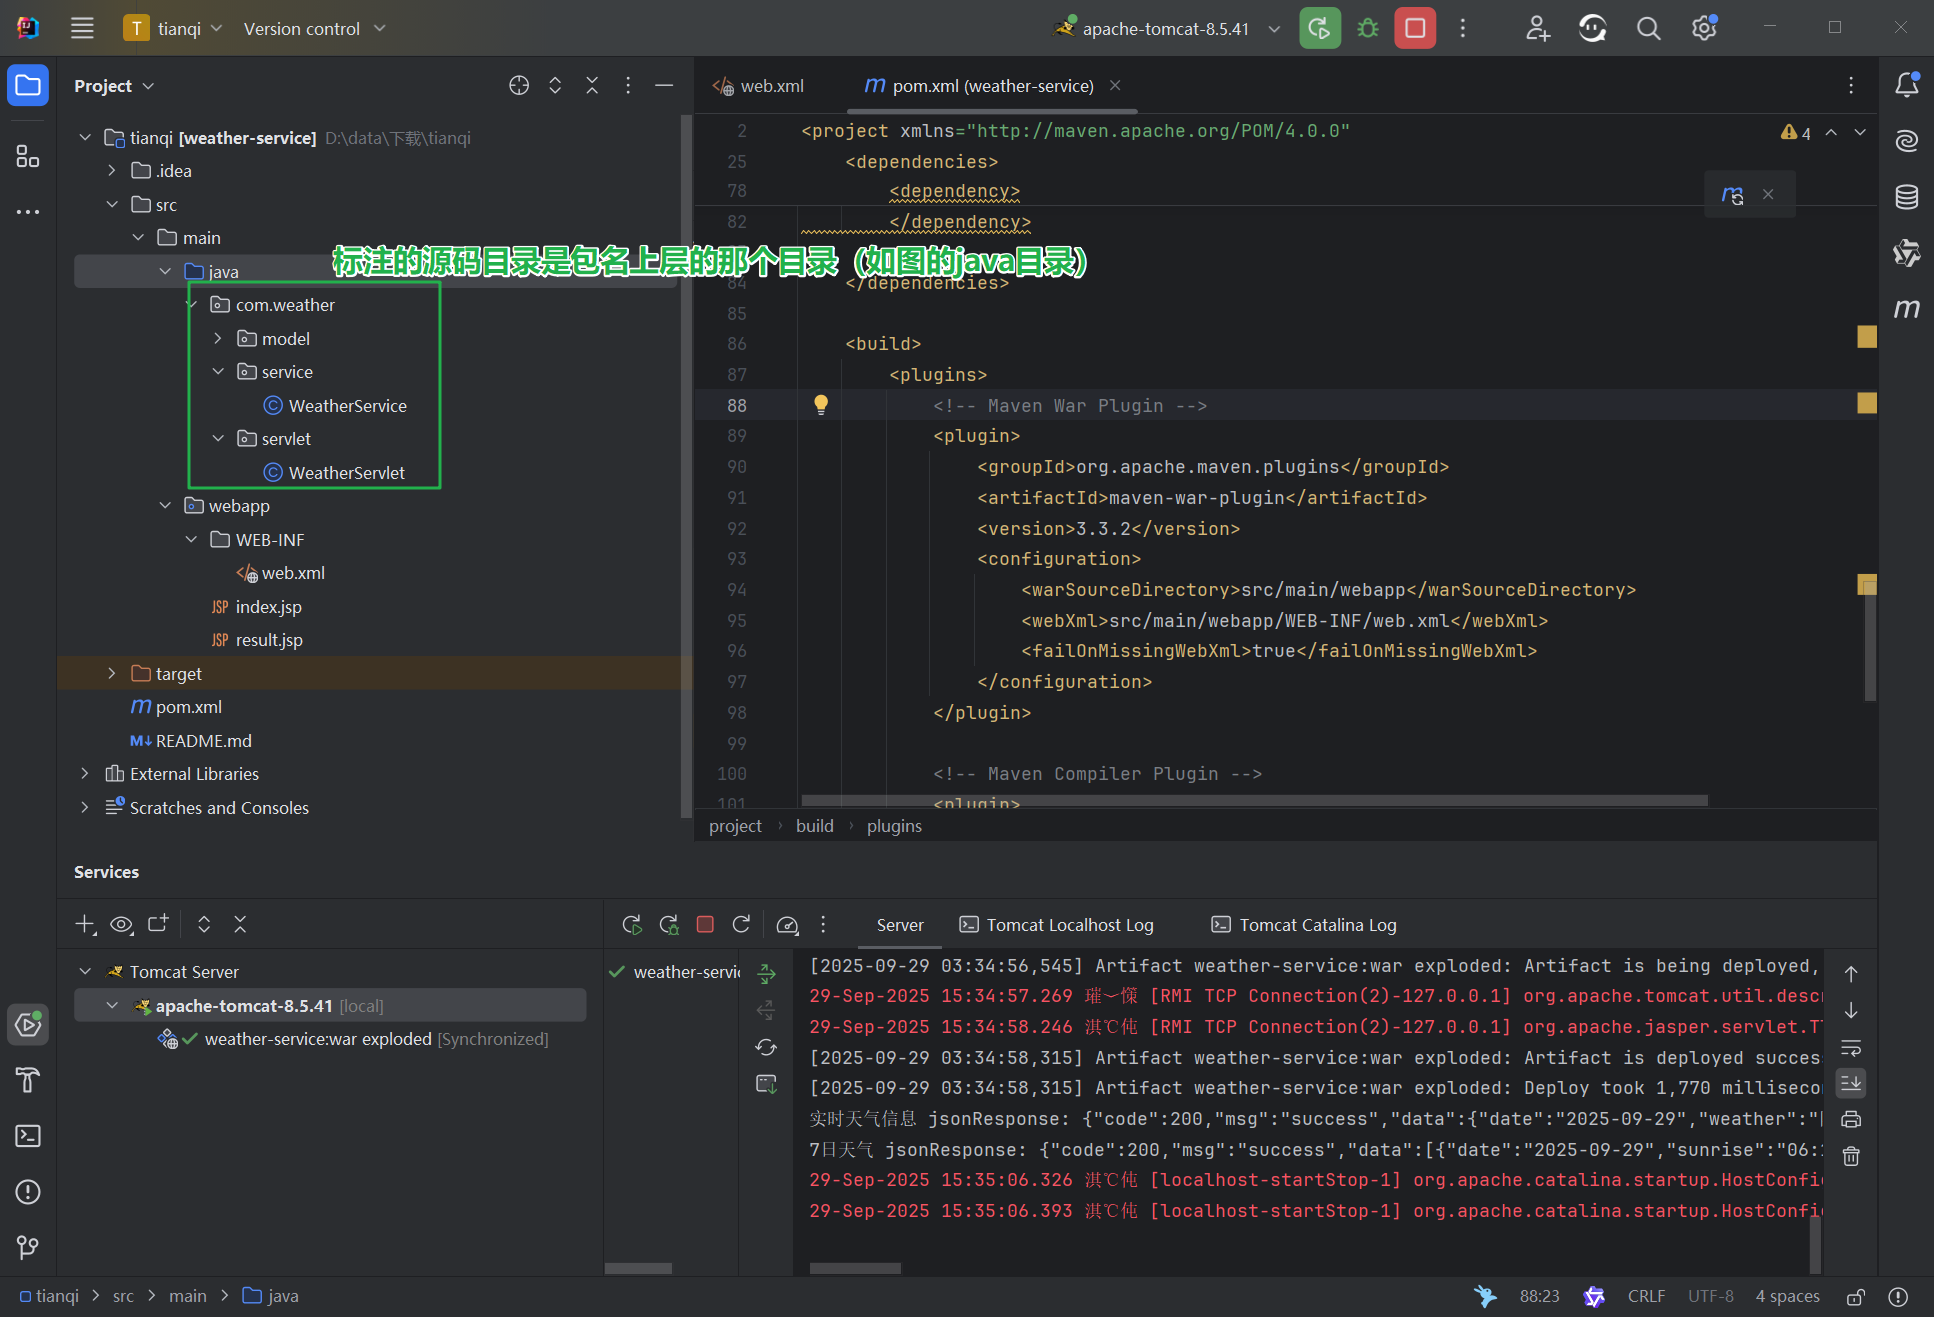 T tianqi Version control apache-tomcat-8.5.41
Project
web.xml
pom.xml (weather-service)
tianqi [weather-service] D:\data\下载\tianqi
.idea
src
main
java
com.weather
model
service
WeatherService
servlet
WeatherServlet
webapp
WEB-INF
web.xml
JSP index.jsp
JSP result.jsp
target
pom.xml
README.md
External Libraries
Scratches and Consoles
标注的源码目录是包名上层的那个目录（如图的java目录）
4
2 <project xmlns="http://maven.apache.org/POM/4.0.0"
25 <dependencies>
78 <dependency>
82 </dependency>
84 </dependencies>
85
86 <build>
87 <plugins>
88 <!-- Maven War Plugin -->
89 <plugin>
90 <groupId>org.apache.maven.plugins</groupId>
91 <artifactId>maven-war-plugin</artifactId>
92 <version>3.3.2</version>
93 <configuration>
94 <warSourceDirectory>src/main/webapp</warSourceDirectory>
95 <webXml>src/main/webapp/WEB-INF/web.xml</webXml>
96 <failOnMissingWebXml>true</failOnMissingWebXml>
97 </configuration>
98 </plugin>
99
100 <!-- Maven Compiler Plugin -->
101 <plugin>
project > build > plugins
Services
Server
Tomcat Localhost Log
Tomcat Catalina Log
Tomcat Server
apache-tomcat-8.5.41 [local]
weather-service:war exploded [Synchronized]
weather-servic
[2025-09-29 03:34:56,545] Artifact weather-service:war exploded: Artifact is being deployed,
29-Sep-2025 15:34:57.269 [RMI TCP Connection(2)-127.0.0.1] org.apache.tomcat.util.descr
29-Sep-2025 15:34:58.246 淇℃伅 [RMI TCP Connection(2)-127.0.0.1] org.apache.jasper.servlet.T
[2025-09-29 03:34:58,315] Artifact weather-service:war exploded: Artifact is deployed succes
[2025-09-29 03:34:58,315] Artifact weather-service:war exploded: Deploy took 1,770 millisecon
实时天气信息 jsonResponse: {"code":200,"msg":"success","data":{"date":"2025-09-29","weather":"
7日天气 jsonResponse: {"code":200,"msg":"success","data":[{"date":"2025-09-29","sunrise":"06:
29-Sep-2025 15:35:06.326 淇℃伅 [localhost-startStop-1] org.apache.catalina.startup.HostConfi
29-Sep-2025 15:35:06.393 淇℃伅 [localhost-startStop-1] org.apache.catalina.startup.HostConfi
tianqi > src > main > java
88:23 CRLF UTF-8 4 spaces